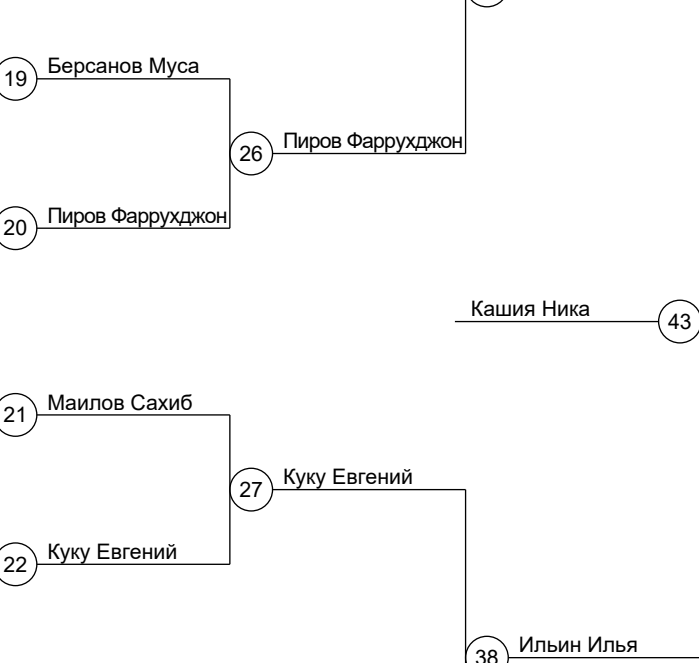 19 Берсанов Муса
26 Пиров Фаррухджон
20 Пиров Фаррухджон
Кашия Ника 43
21 Маилов Сахиб
27 Куку Евгений
22 Куку Евгений
38 Ильин Илья